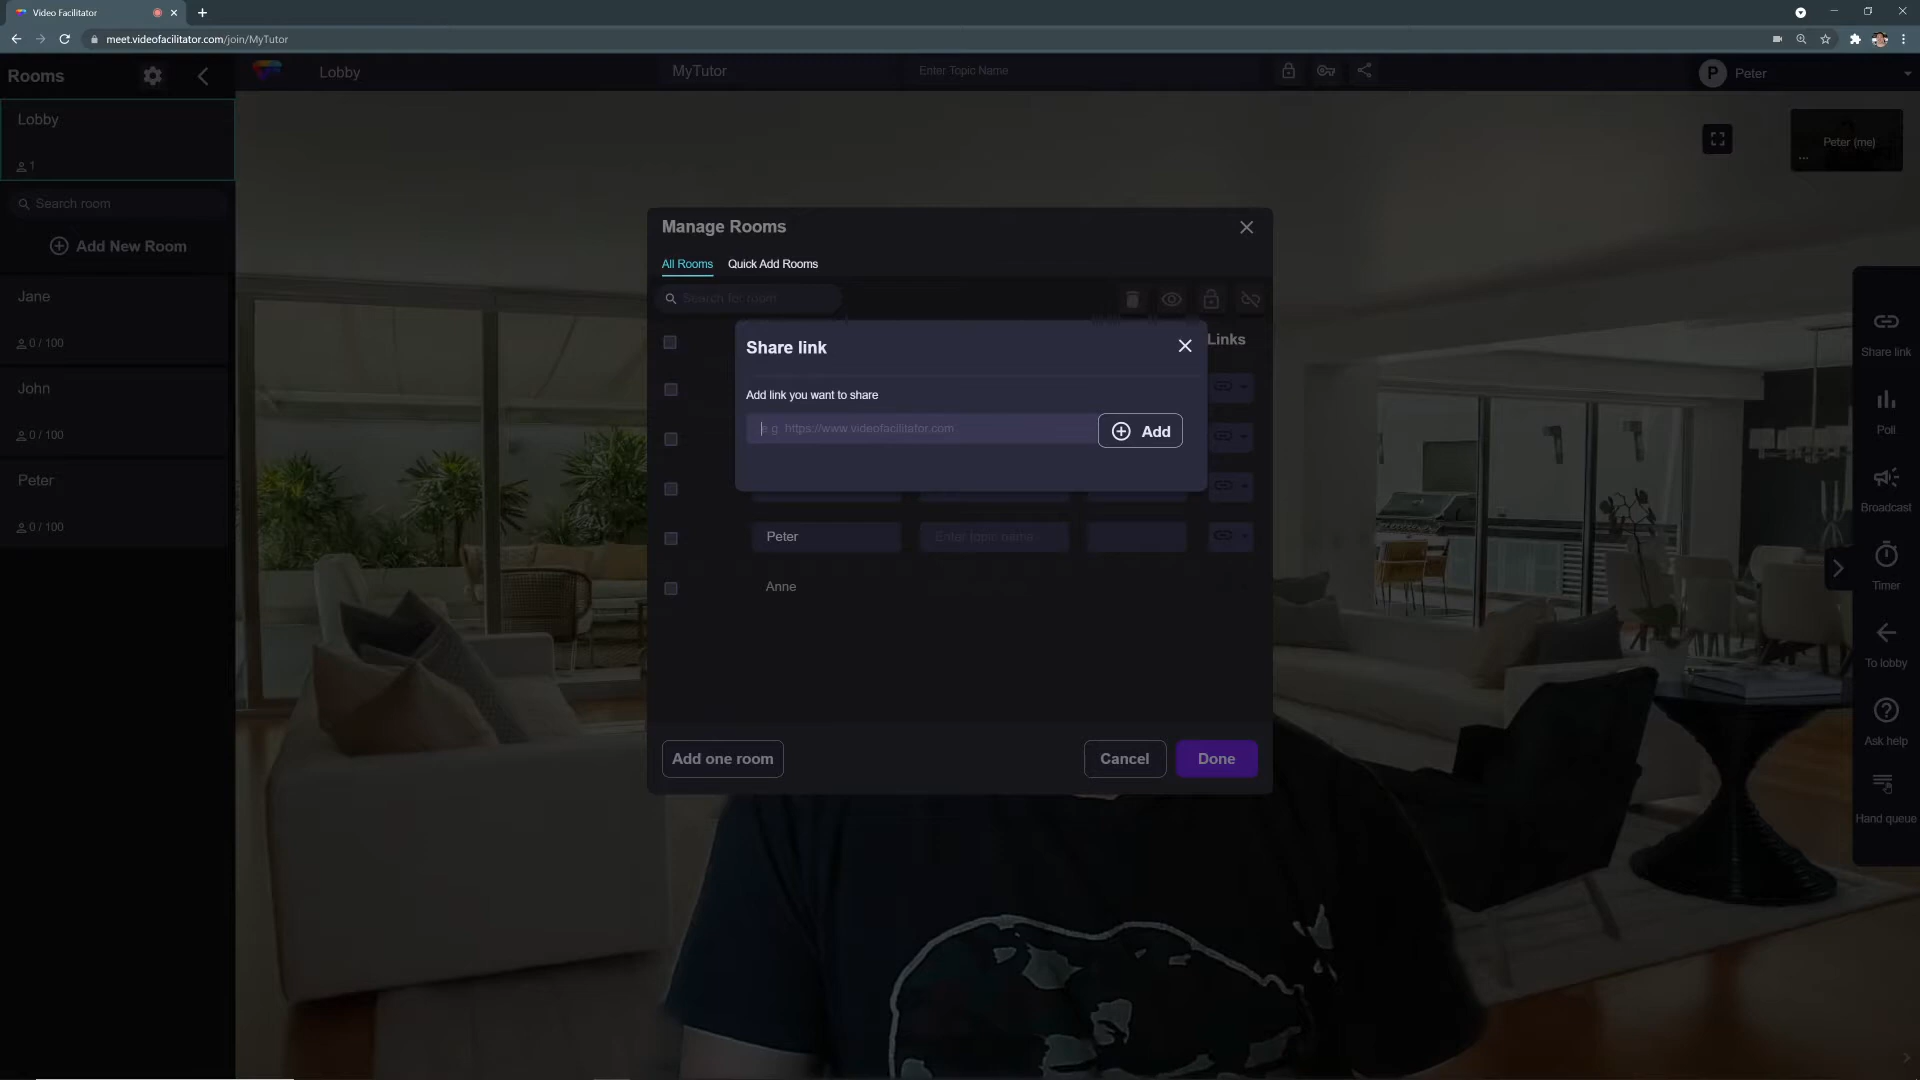 Video Facilitator
meet.videofacilitator.com/join/MyTutor
Rooms
Lobby
MyTutor
Enter Topic Name
P
Peter
Lobby
1
Search room
Add New Room
Jane
0 / 100
John
0 / 100
Peter
0 / 100
Peter (me)
...
Manage Rooms
All Rooms
Quick Add Rooms
Search for room
Links
Share link
Add link you want to share
e.g. https://www.videofacilitator.com
Add
Peter
Enter topic name
Anne
Add one room
Cancel
Done
Share link
Poll
Broadcast
Timer
To lobby
Ask help
Hand queue